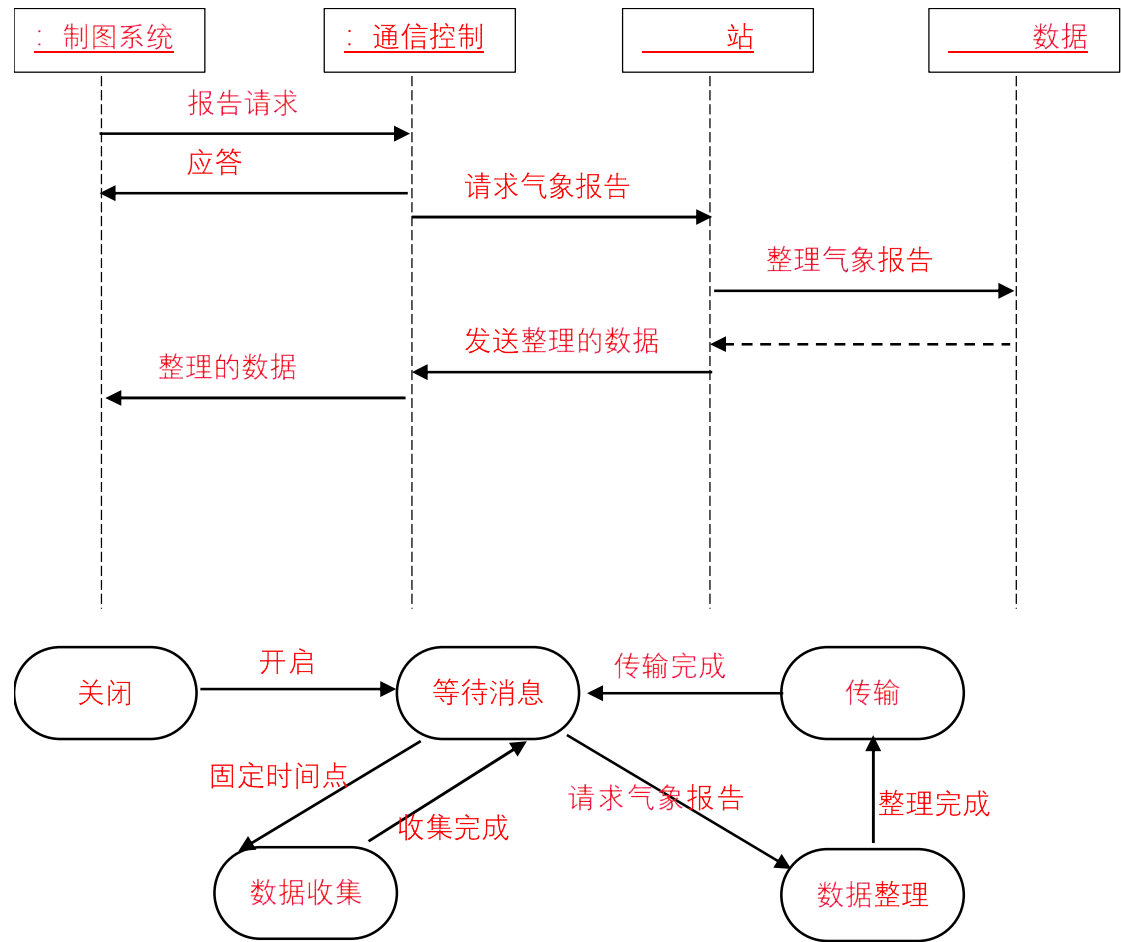 : 制图系统
: 通信控制
站
数据
报告请求
应答
请求气象报告
整理气象报告
发送整理的数据
整理的数据
开启
传输完成
关闭
等待消息
传输
固定时间点
请求气象报告
整理完成
收集完成
数据收集
数据整理